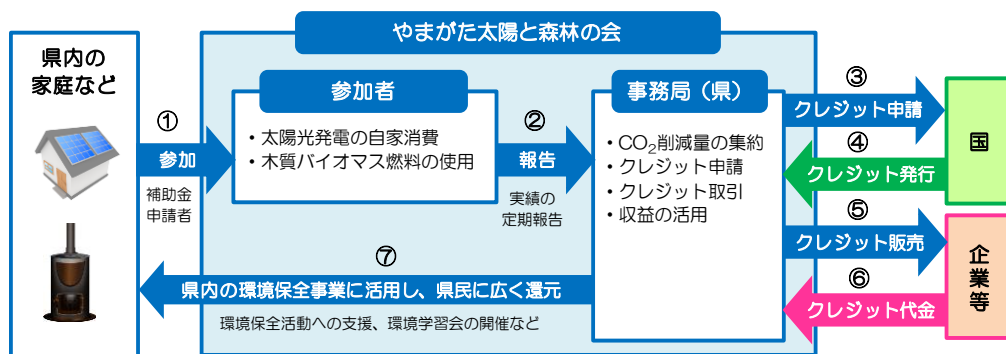 やまがた太陽と森林の会
県内の
家庭など
①
参加
補助金
申請者
参加者
・太陽光発電の自家消費
・木質バイオマス燃料の使用
②
報告
実績の
定期報告
事務局（県）
・CO₂削減量の集約
・クレジット申請
・クレジット取引
・収益の活用
③
クレジット申請
④
クレジット発行
国
⑤
クレジット販売
⑥
クレジット代金
企業等
⑦
県内の環境保全事業に活用し、県民に広く還元
環境保全活動への支援、環境学習会の開催など